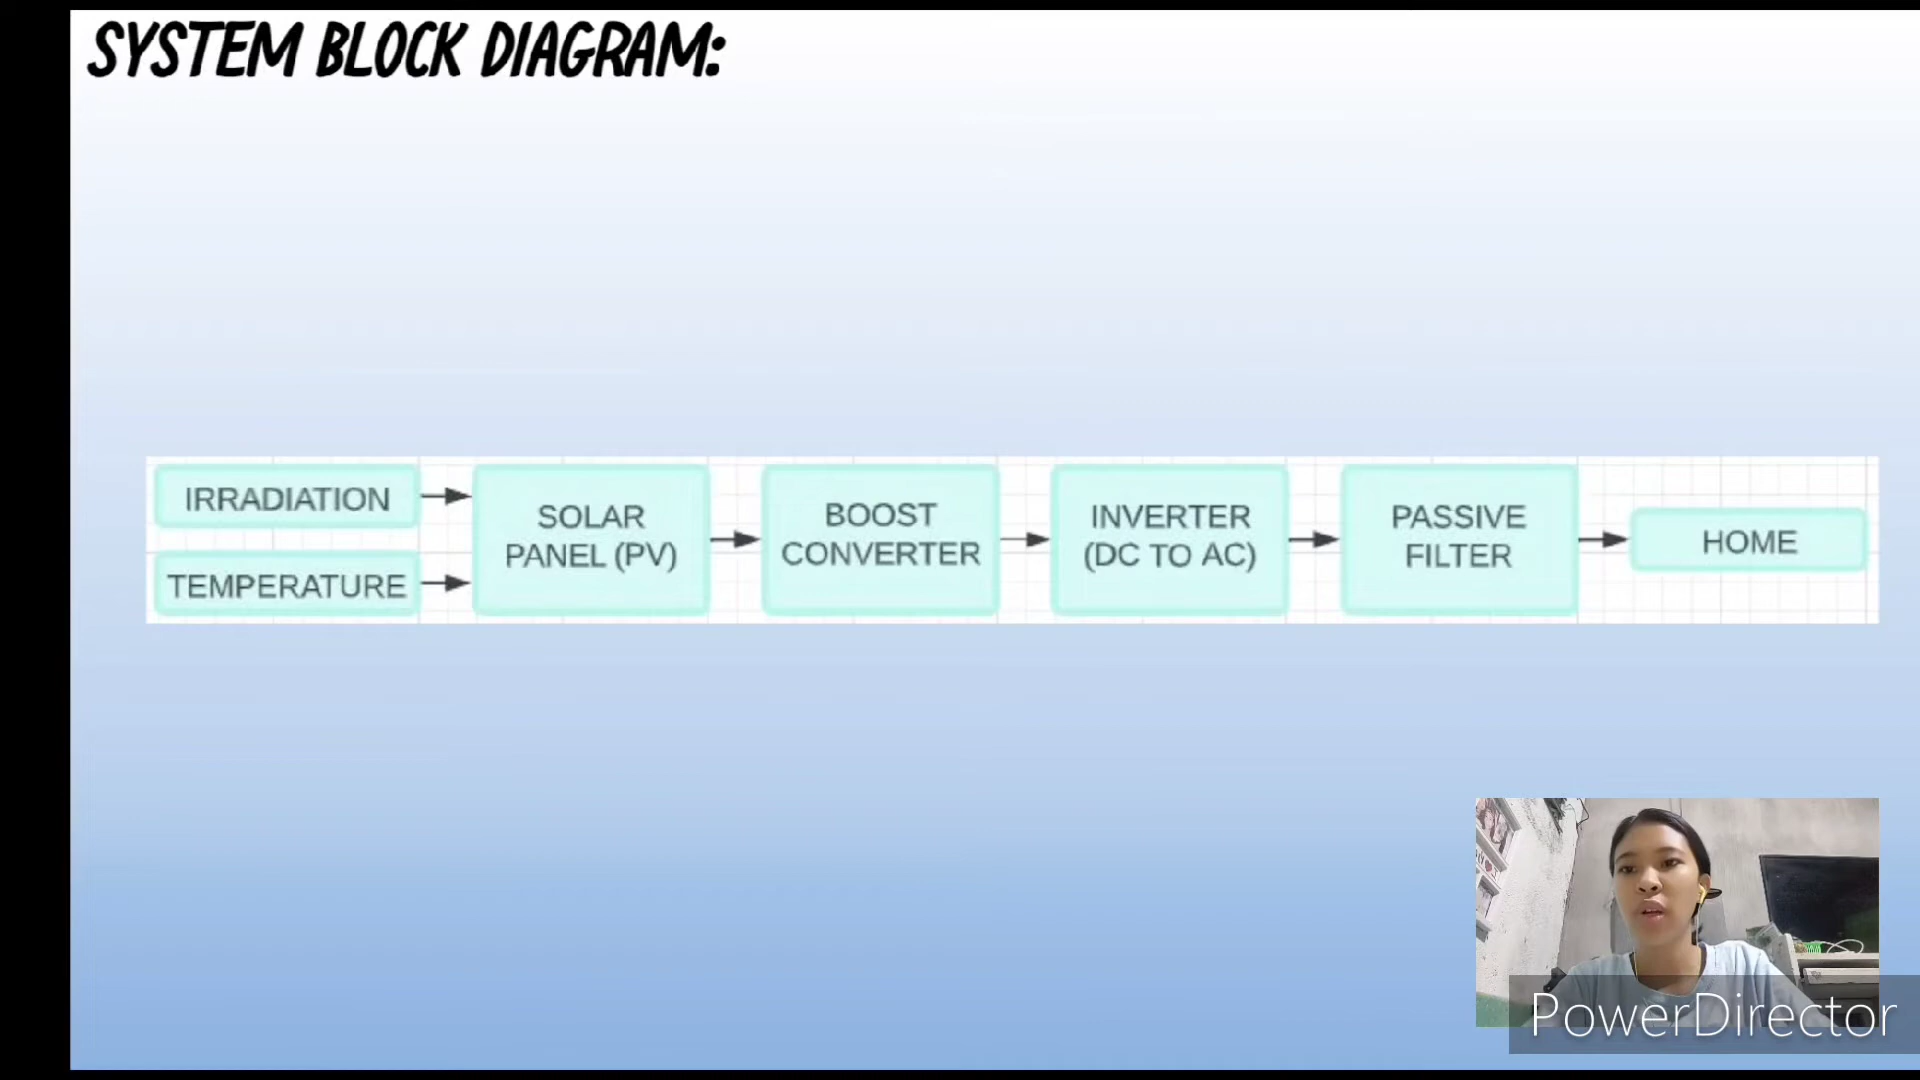 SYSTEM BLOCK DIAGRAM:
IRRADIATION
TEMPERATURE
SOLAR
PANEL (PV)
BOOST
CONVERTER
INVERTER
(DC TO AC)
PASSIVE
FILTER
HOME
PowerDirector